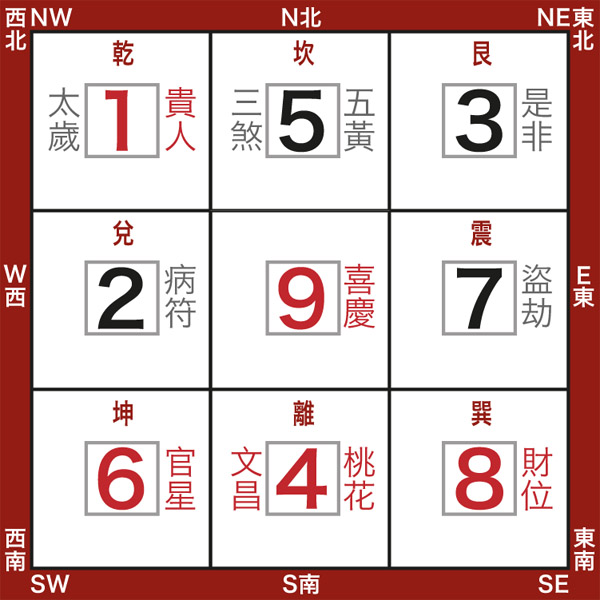 西北 NW
N北
NE 東北
乾
太歲 1 貴人
坎
三煞 5 五黃
艮
3 是非
W西
兌
2 病符
9 喜慶
震
7 盜劫
E東
坤
6 官星
離
文昌 4 桃花
巽
8 財位
西南 SW
S南
SE 東南